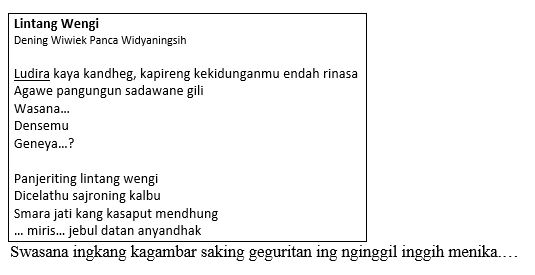 Lintang Wengi
Dening Wiwiek Panca Widyaningsih
Ludira kaya kandheg, kapireng kekidunganmu endah rinasa
Agawe pangungun sadawane gili
Wasana...
Densemu
Geneya...?
Panjeriting lintang wengi
Dicelathu sajroning kalbu
Smara jati kang kasaput mendhung
... miris... jebul datan anyandhak
Swasana ingkang kagambar saking geguritan ing nginggil inggih menika....